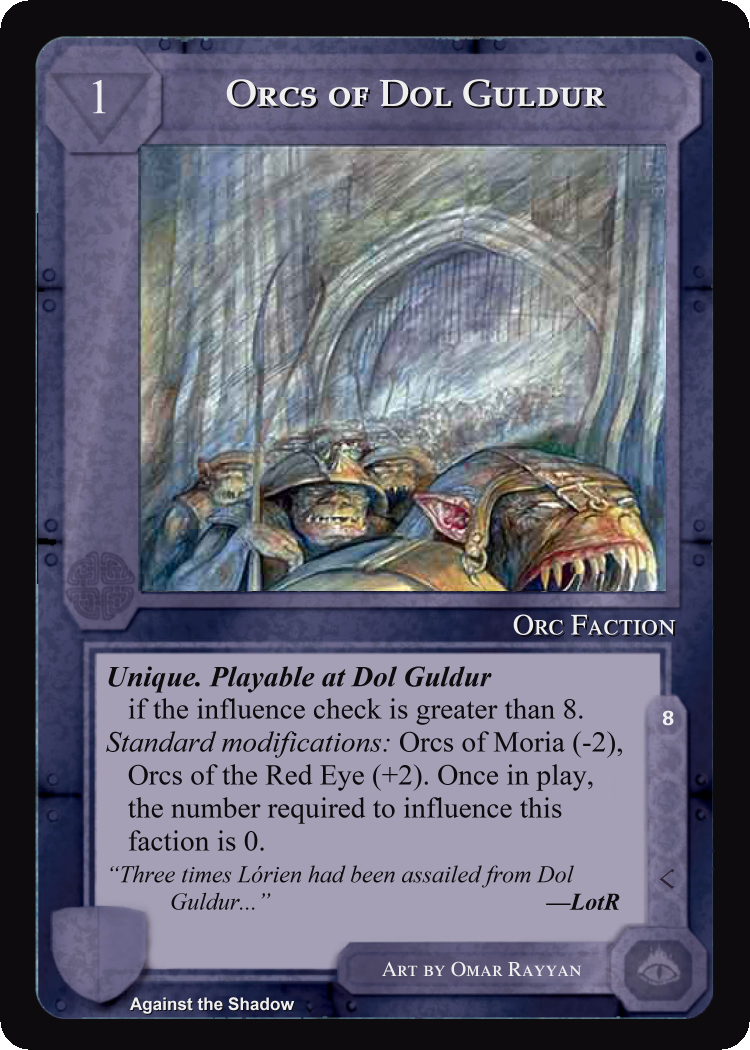 1
ORCS OF DOL GULDUR
ORC FACTION
Unique. Playable at Dol Guldur
if the influence check is greater than 8.
Standard modifications: Orcs of Moria (-2),
Orcs of the Red Eye (+2). Once in play,
the number required to influence this
faction is 0.
“Three times Lórien had been assailed from Dol
Guldur...” —LotR
8
<
ART BY OMAR RAYYAN
Against the Shadow